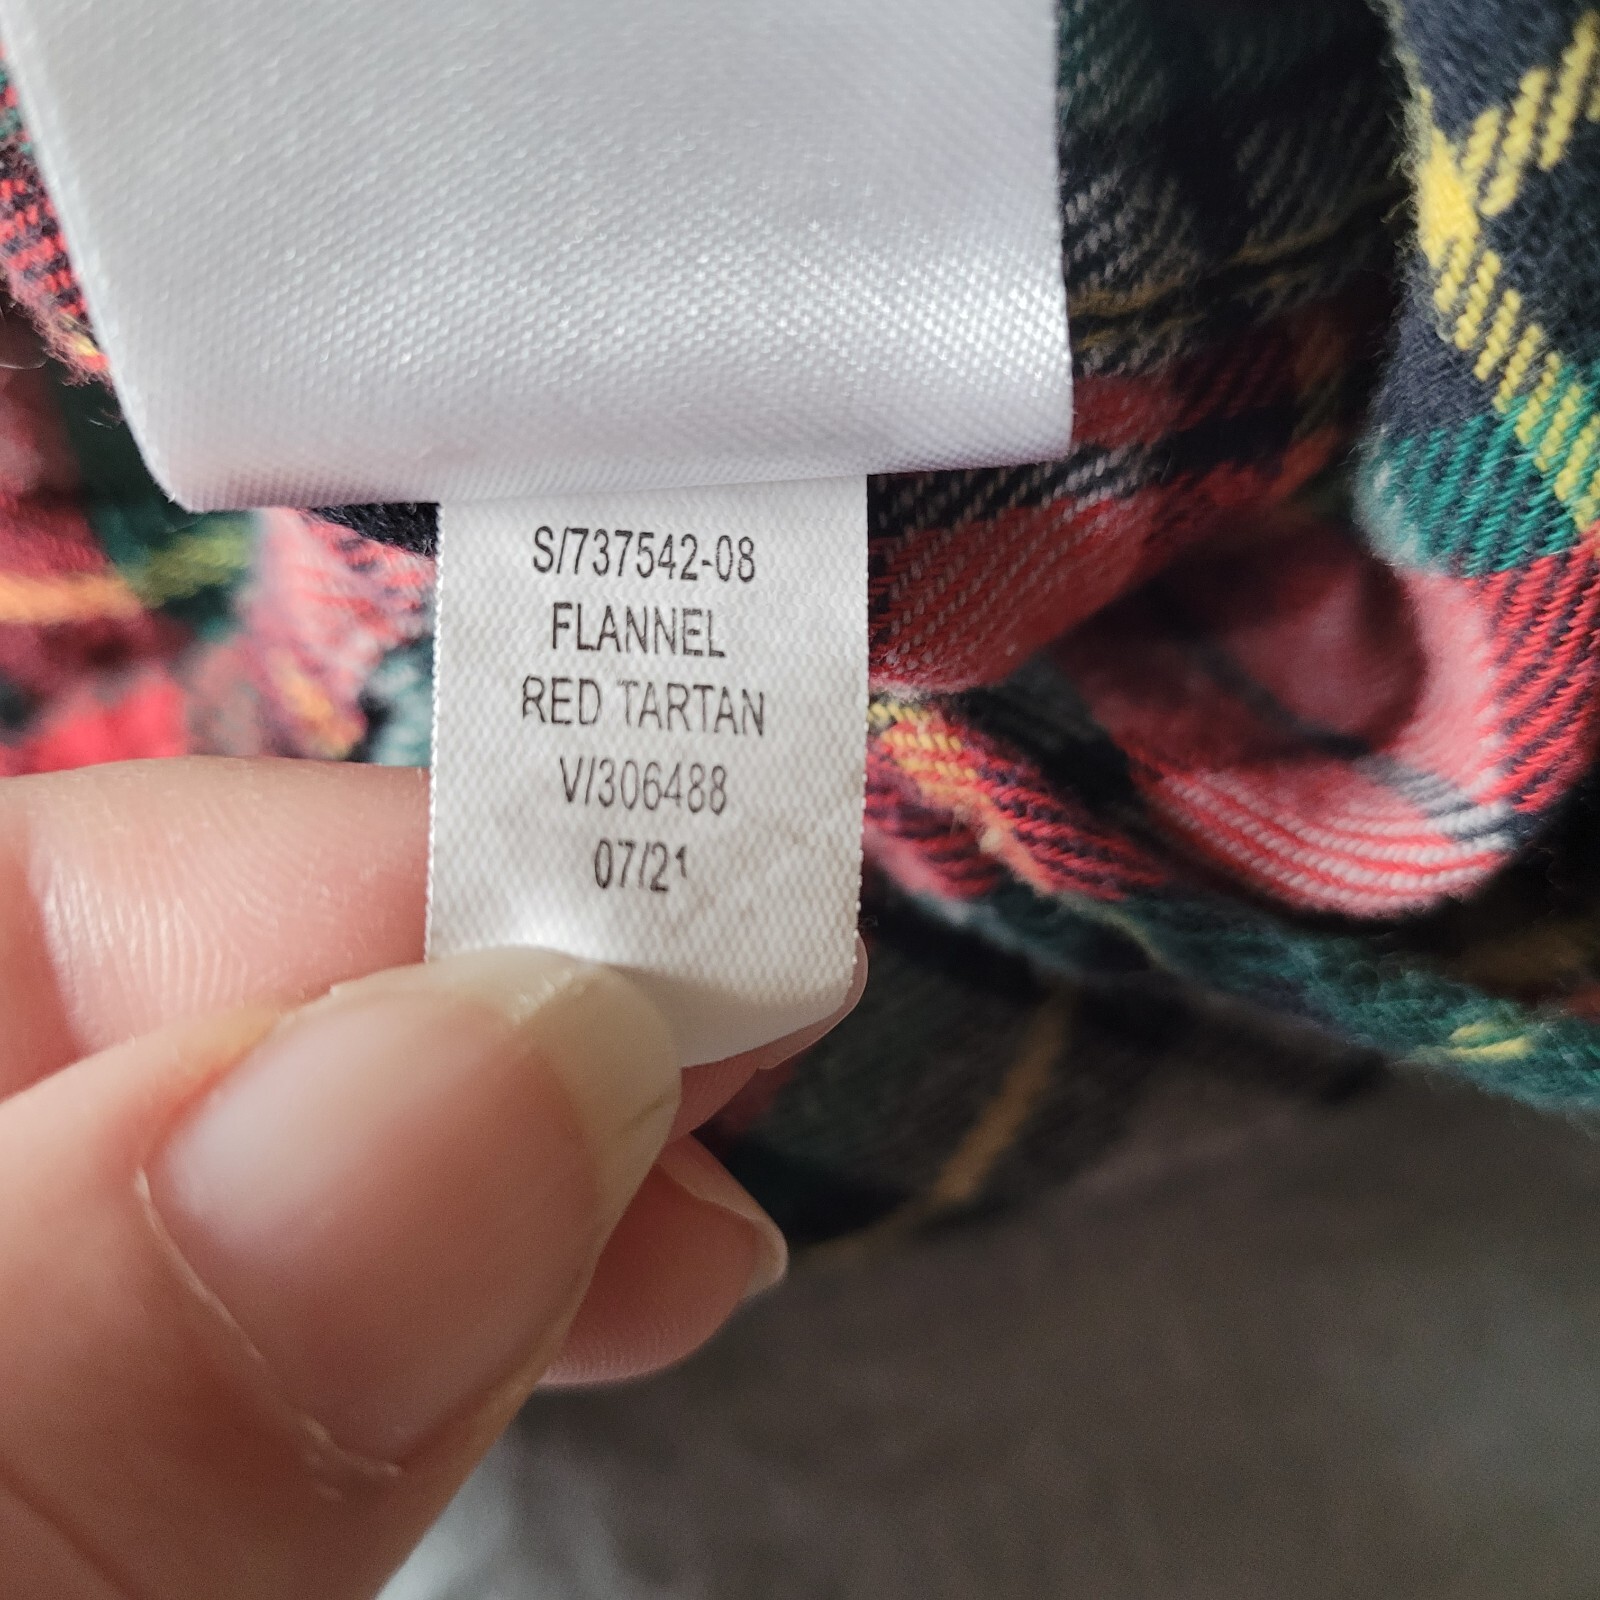 S/737542-08
FLANNEL
RED TARTAN
V/306488
07/21